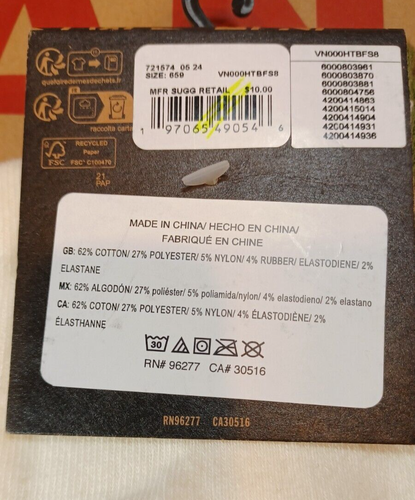 721574 05 24
SIZE: 659 VN000HTBFS8
MFR SUGG RETAIL $10.00
1 97065 49054 6
VN000HTBFS8
6000803961
6000803870
6000803881
6000804756
4200414863
4200415014
4200414904
4200414931
4200414936
quefairedemesdechets.fr
raccolta carta
FSC
RECYCLED
Paper
FSC® C106470
21
PAP
MADE IN CHINA/ HECHO EN CHINA/
FABRIQUÉ EN CHINE
GB: 62% COTTON/ 27% POLYESTER/ 5% NYLON/ 4% RUBBER/ ELASTODIENE/ 2%
ELASTANE
MX: 62% ALGODÓN/ 27% poliéster/ 5% poliamida/nylon/ 4% elastodieno/ 2% elastano
CA: 62% COTON/ 27% POLYESTER/ 5% NYLON/ 4% ÉLASTODIÈNE/ 2%
ÉLASTHANNE
30
RN# 96277 CA# 30516
RN96277 CA30516